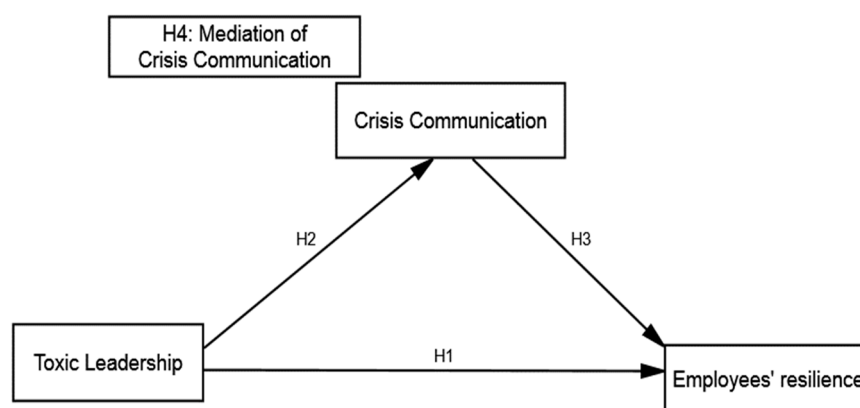 H4: Mediation of
Crisis Communication
Crisis Communication
H2
H3
Toxic Leadership
H1
Employees' resilience